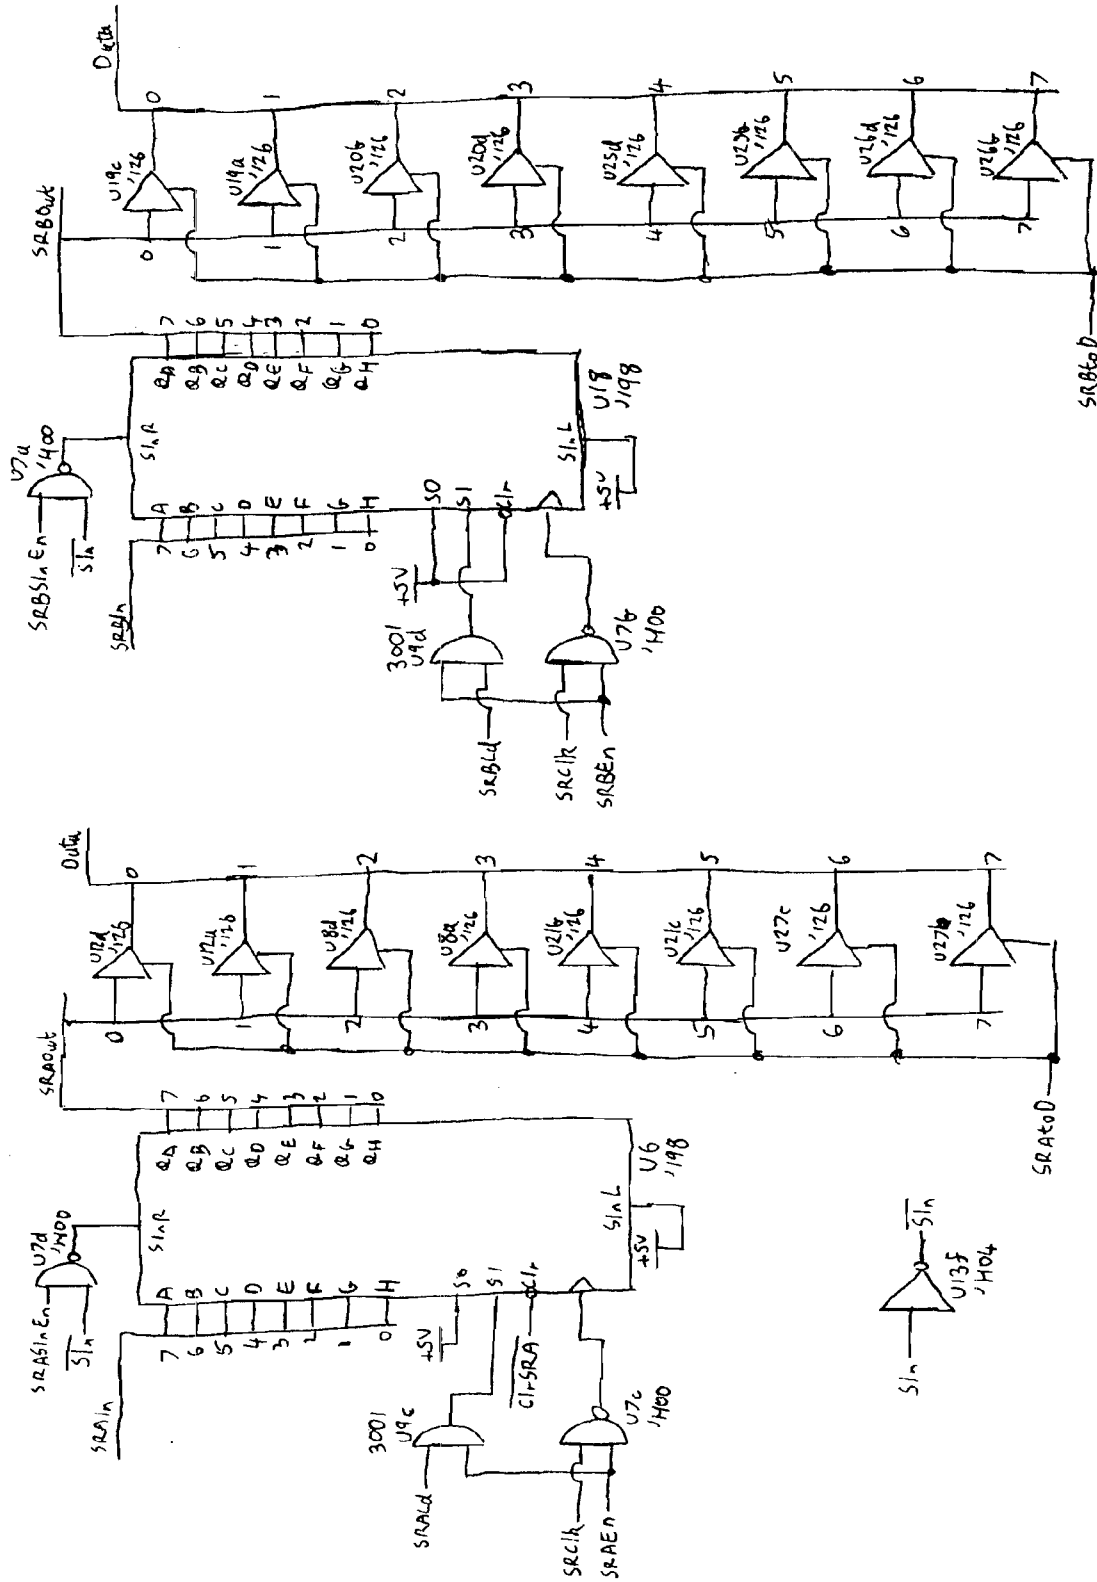 SRAIn
SRASInEn
SIn
U7d
'H00
SInR
7 A
6 B
5 C
4 D
3 E
2 F
1 G
0 H
QA 7
QB 6
QC 5
QD 4
QE 3
QF 2
QG 1
QH 0
+5V
S0
S1
Clr
ClrSRA
SInL
+5V
U6
'198
3001
U9c
SRALd
SRClk
SRAEn
U7c
'H00
SRAOut
Data
0 U12d '126 0
1 U12a '126 1
2 U8d '126 2
3 U8a '126 3
4 U21b '126 4
5 U21c '126 5
6 U27c '126 6
7 U27b '126 7
SRAtoD
SIn
U13f
'H04
SIn
SRBIn
SRBSInEn
SIn
U7a
'H00
SInR
7 A
6 B
5 C
4 D
3 E
2 F
1 G
0 H
QA 7
QB 6
QC 5
QD 4
QE 3
QF 2
QG 1
QH 0
+5V
S0
S1
Clr
SInL
+5V
U18
'198
3001
U9d
SRBLd
SRClk
SRBEn
U7b
'H00
SRBOut
Data
0 U19c '126 0
1 U19a '126 1
2 U20b '126 2
3 U20d '126 3
4 U25d '126 4
5 '126 5
6 U26d '126 6
7 U26b '126 7
SRBtoD